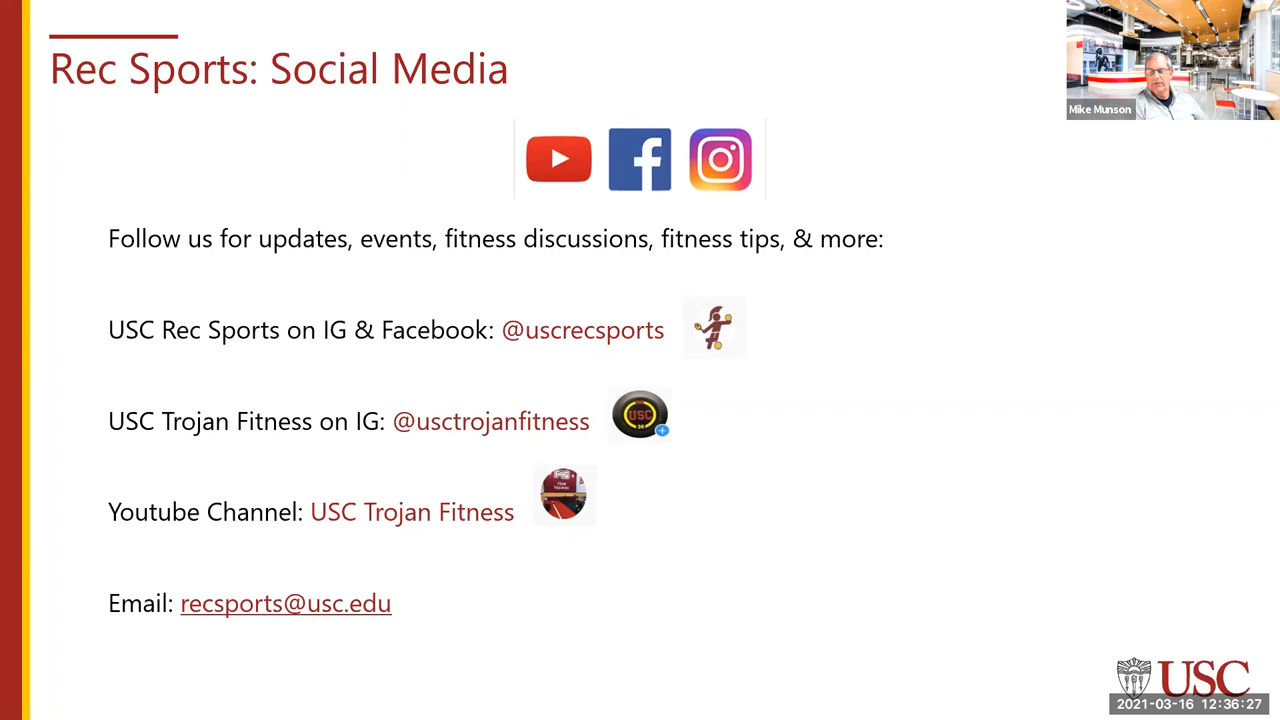 Rec Sports: Social Media
Mike Munson
Follow us for updates, events, fitness discussions, fitness tips, & more:
USC Rec Sports on IG & Facebook: @uscrecsports
USC Trojan Fitness on IG: @usctrojanfitness
USC
Youtube Channel: USC Trojan Fitness
Email: recsports@usc.edu
USC
2021-03-16 12:36:27